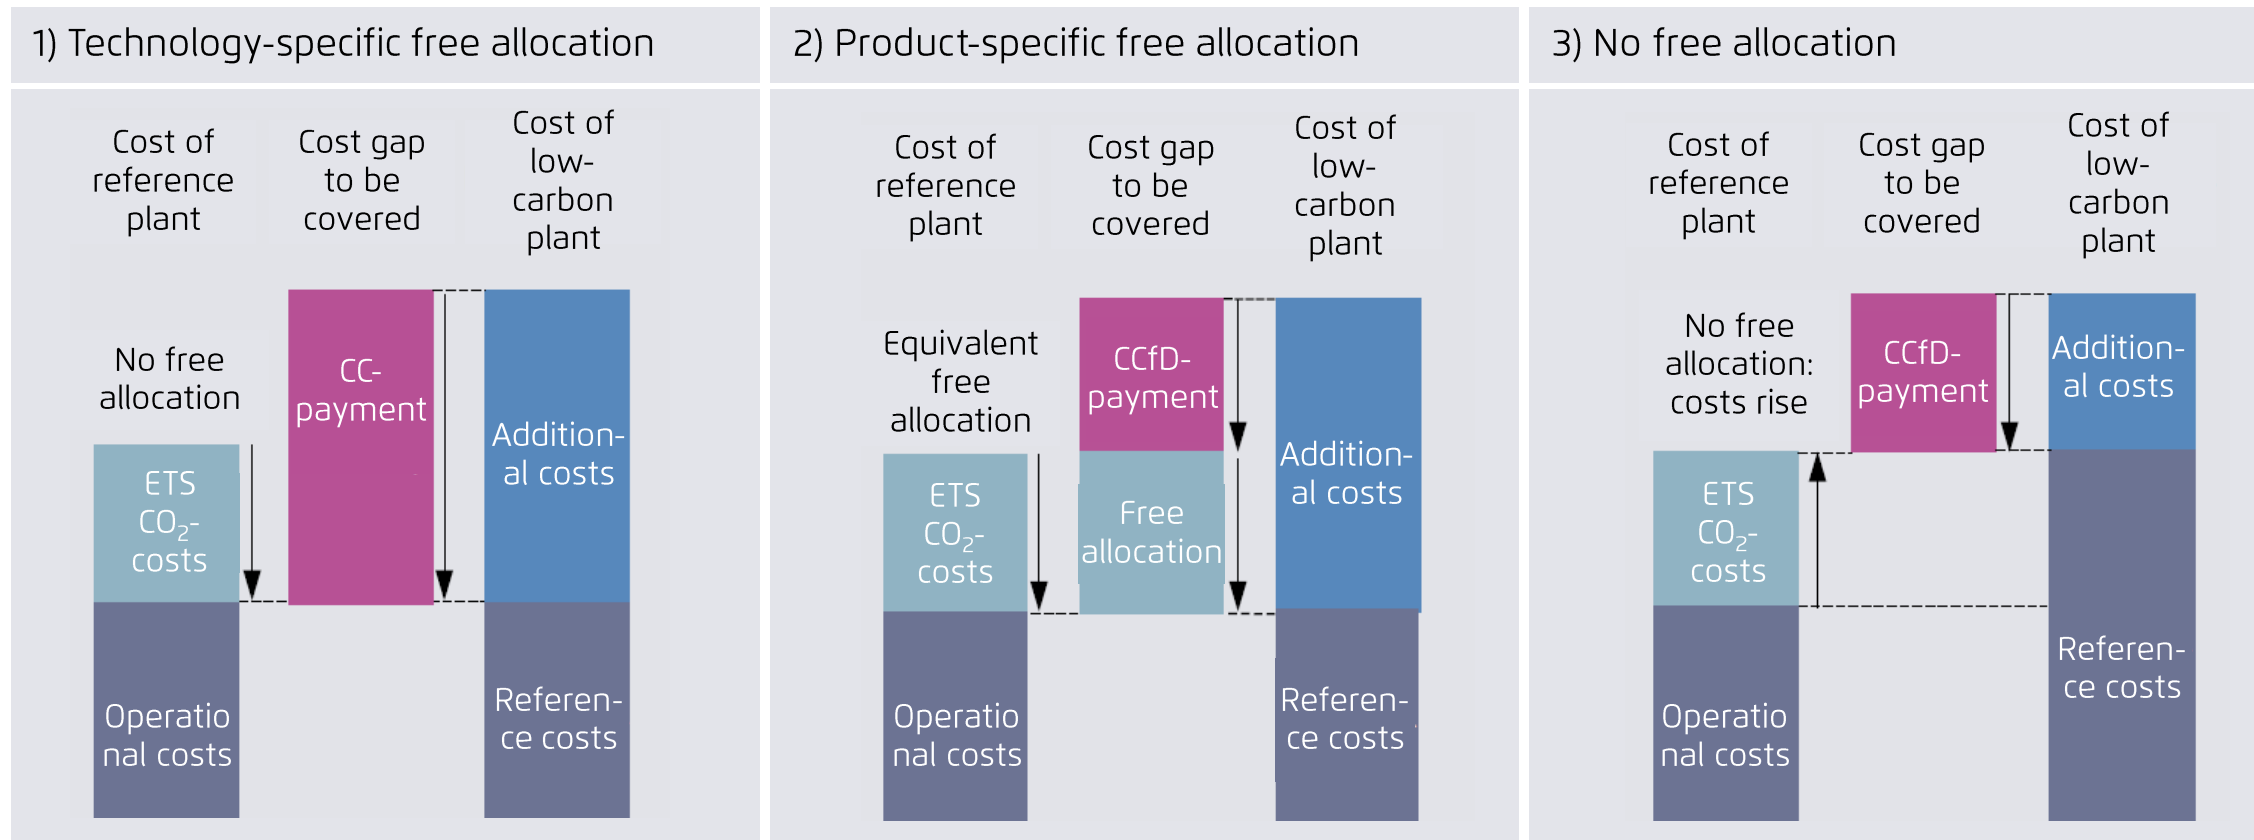 1) Technology-specific free allocation
Cost of
reference
plant
Cost gap
to be
covered
Cost of
low-
carbon
plant
No free
allocation
ETS
CO₂-
costs
Operatio
nal costs
CC-
payment
Addition-
al costs
Referen-
ce costs
2) Product-specific free allocation
Cost of
reference
plant
Cost gap
to be
covered
Cost of
low-
carbon
plant
Equivalent
free
allocation
ETS
CO₂-
costs
Operatio
nal costs
CCfD-
payment
Free
allocation
Addition-
al costs
Referen-
ce costs
3) No free allocation
Cost of
reference
plant
Cost gap
to be
covered
Cost of
low-
carbon
plant
No free
allocation:
costs rise
ETS
CO₂-
costs
Operatio
nal costs
CCfD-
payment
Addition-
al costs
Referen-
ce costs